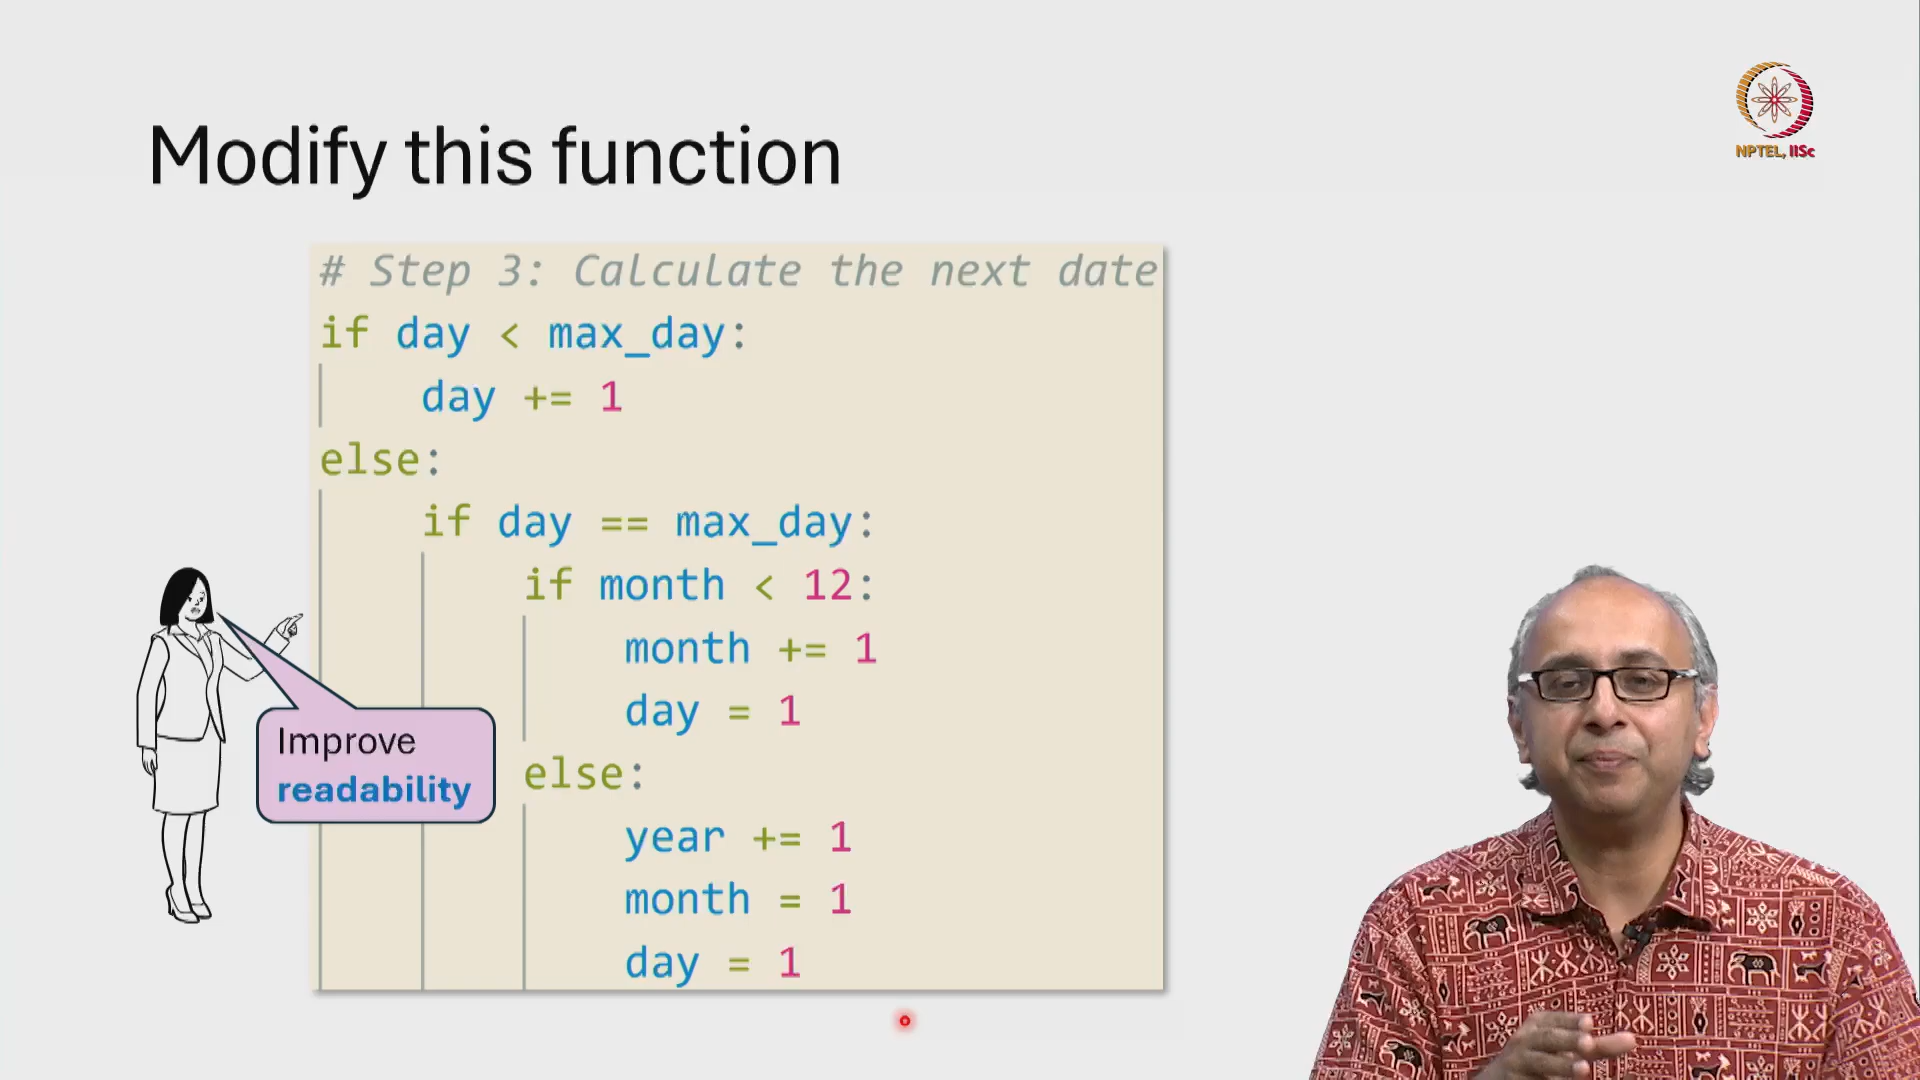 NPTEL, IISc
Modify this function
# Step 3: Calculate the next date
if day < max_day:
    day += 1
else:
    if day == max_day:
        if month < 12:
            month += 1
            day = 1
        else:
            year += 1
            month = 1
            day = 1
Improve
readability